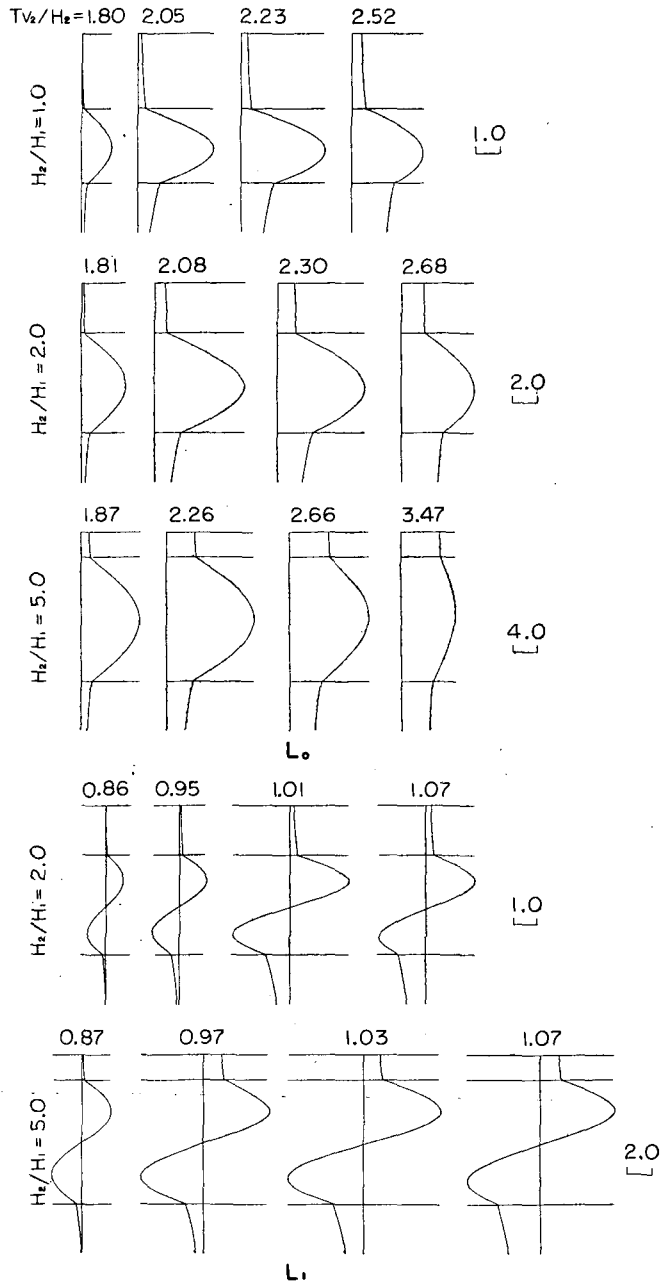 Tv₂/H₂=1.80 2.05 2.23 2.52
H₂/H₁=1.0
1.0
1.81 2.08 2.30 2.68
H₂/H₁=2.0
2.0
1.87 2.26 2.66 3.47
H₂/H₁=5.0
4.0
L₀
0.86 0.95 1.01 1.07
H₂/H₁=2.0
1.0
0.87 0.97 1.03 1.07
H₂/H₁=5.0
2.0
L₁